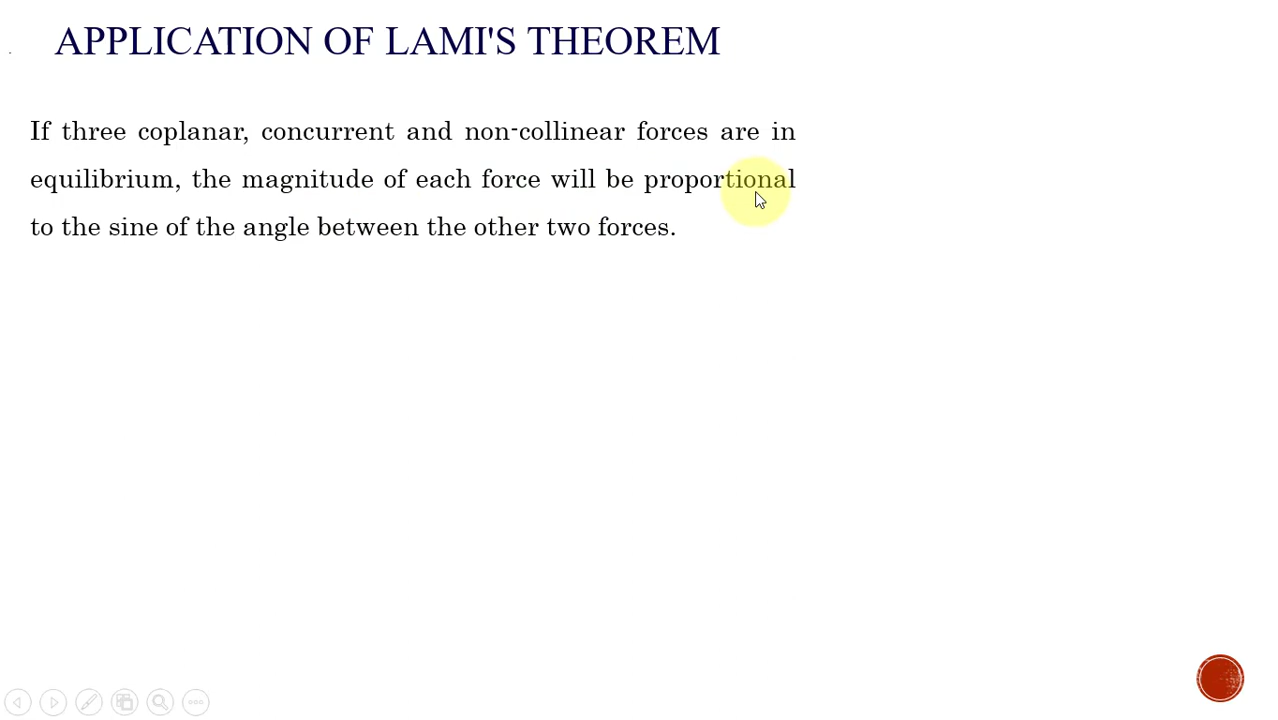 APPLICATION OF LAMI'S THEOREM
If three coplanar, concurrent and non-collinear forces are in
equilibrium, the magnitude of each force will be proportional
to the sine of the angle between the other two forces.